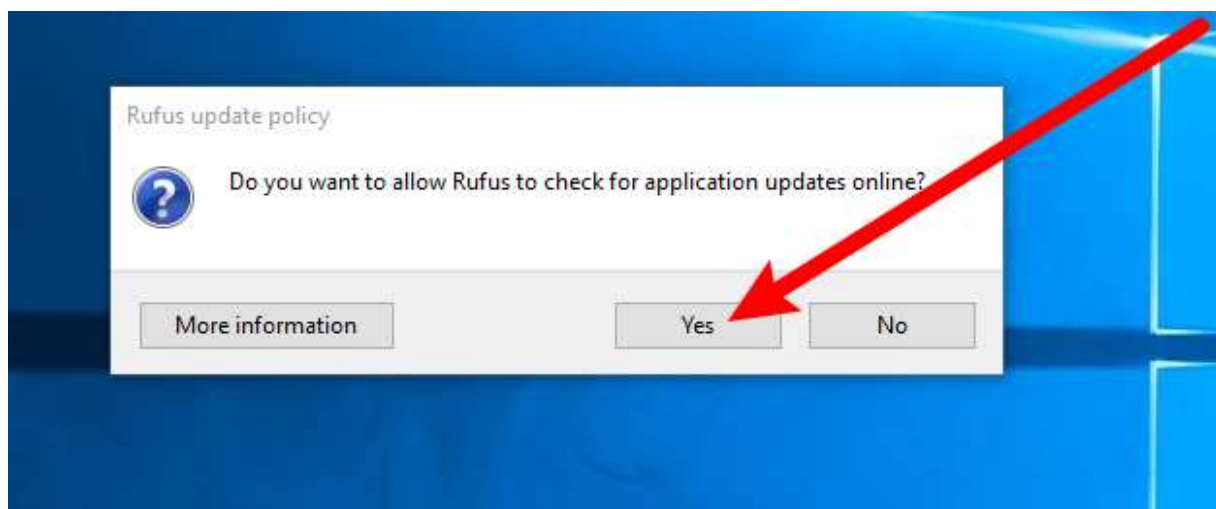 Rufus update policy
Do you want to allow Rufus to check for application updates online?
More information
Yes
No